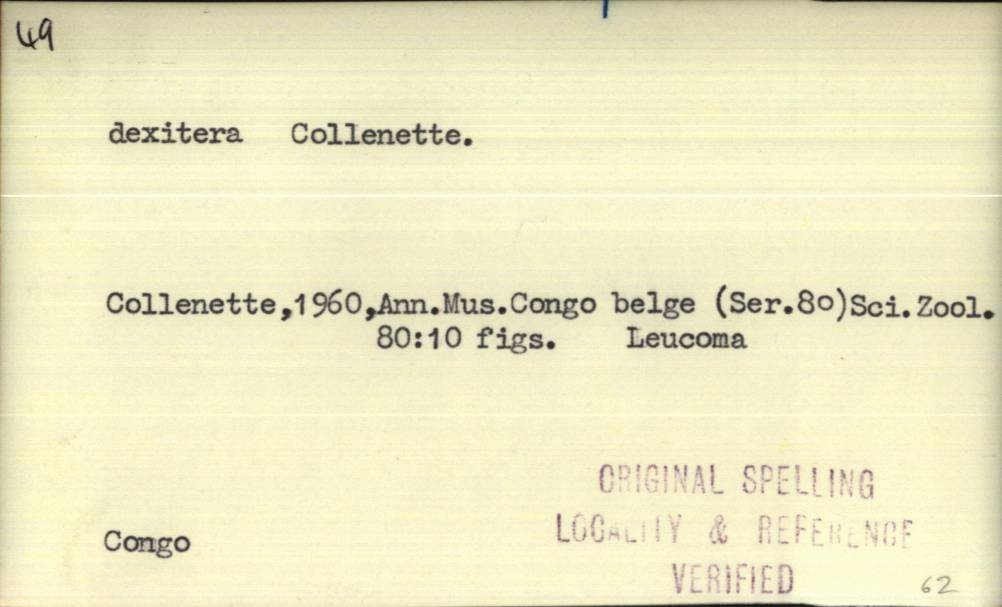 49
dexitera Collenette.
Collenette,1960,Ann.Mus.Congo belge (Ser.8o)Sci.Zool.
80:10 figs. Leucoma
ORIGINAL SPELLING
LOCALITY & REFERENCE
Congo
VERIFIED
62